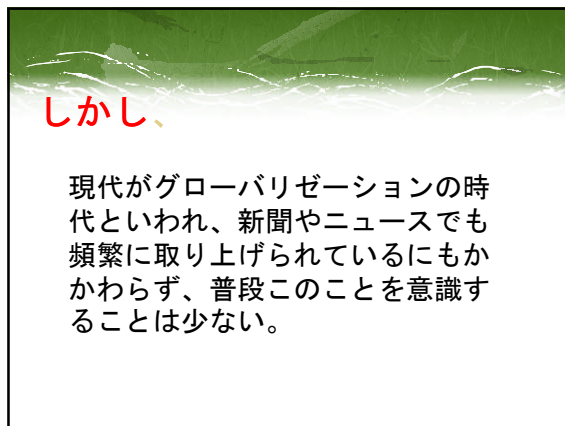 しかし、
現代がグローバリゼーションの時
代といわれ、新聞やニュースでも
頻繁に取り上げられているにもか
かわらず、普段このことを意識す
ることは少ない。